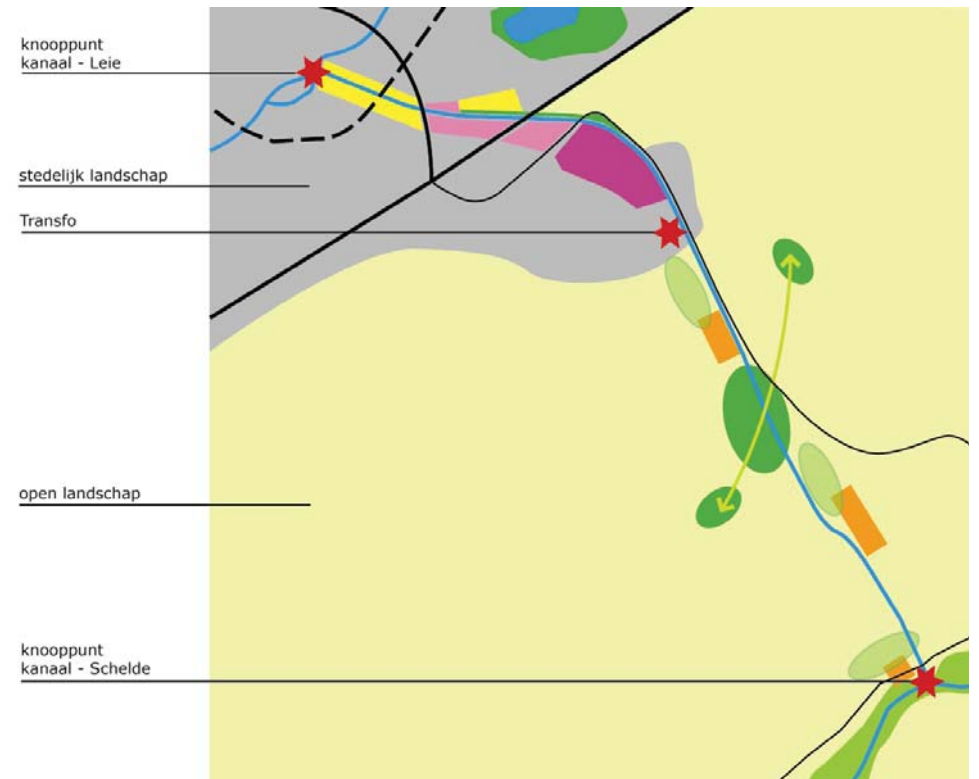 knooppunt
kanaal - Leie
stedelijk landschap
Transfo
open landschap
knooppunt
kanaal - Schelde